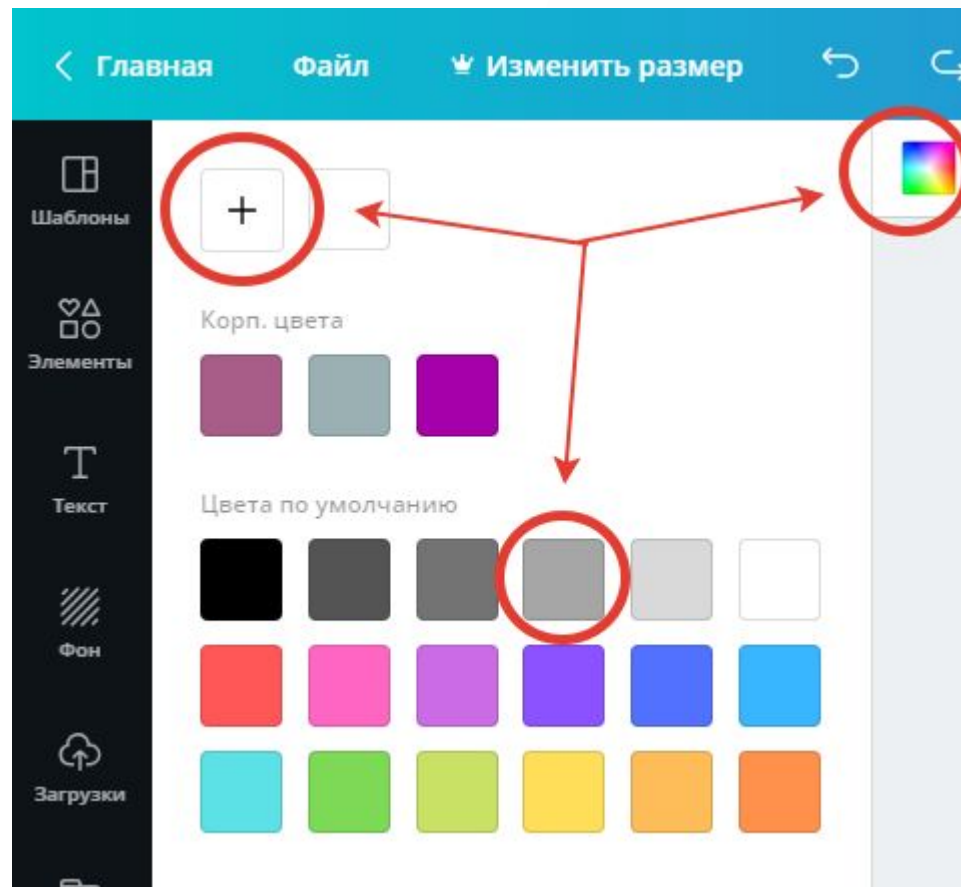 Главная Файл Изменить размер
Шаблоны
Элементы
Текст
Фон
Загрузки
Корп. цвета
Цвета по умолчанию